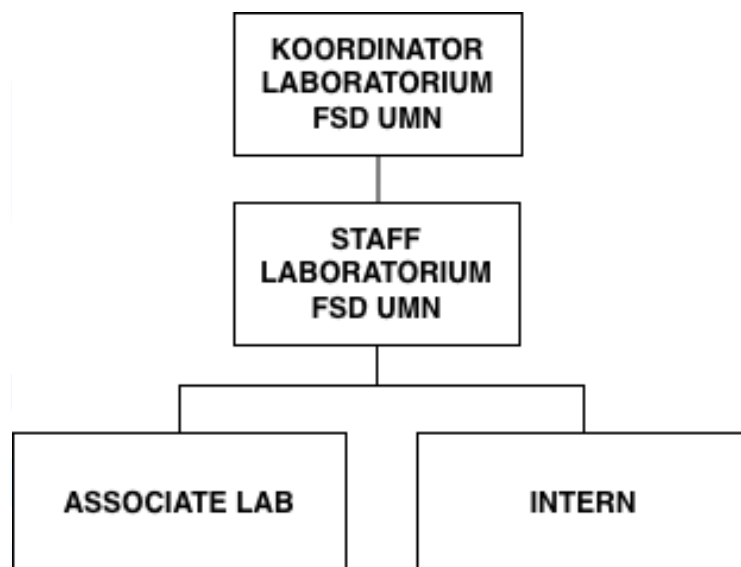 KOORDINATOR
LABORATORIUM
FSD UMN
STAFF
LABORATORIUM
FSD UMN
ASSOCIATE LAB
INTERN